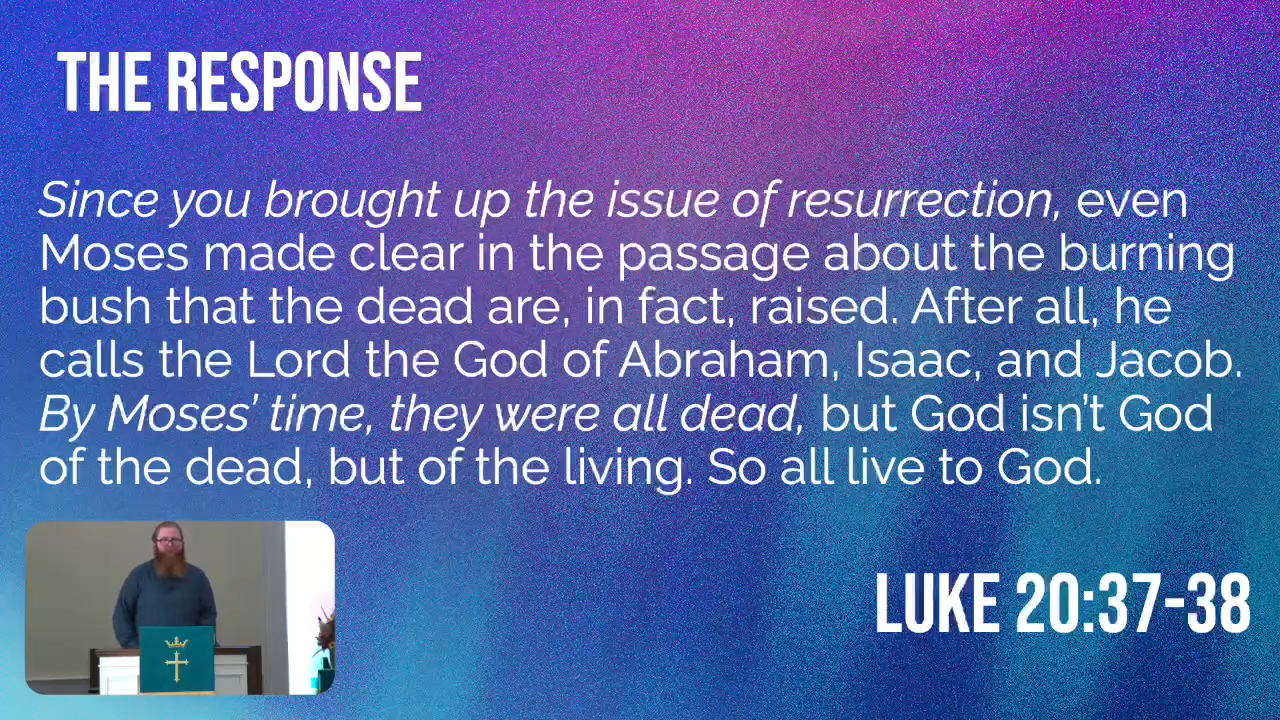 THE RESPONSE
Since you brought up the issue of resurrection, even
Moses made clear in the passage about the burning
bush that the dead are, in fact, raised. After all, he
calls the Lord the God of Abraham, Isaac, and Jacob.
By Moses’ time, they were all dead, but God isn’t God
of the dead, but of the living. So all live to God.
LUKE 20:37-38